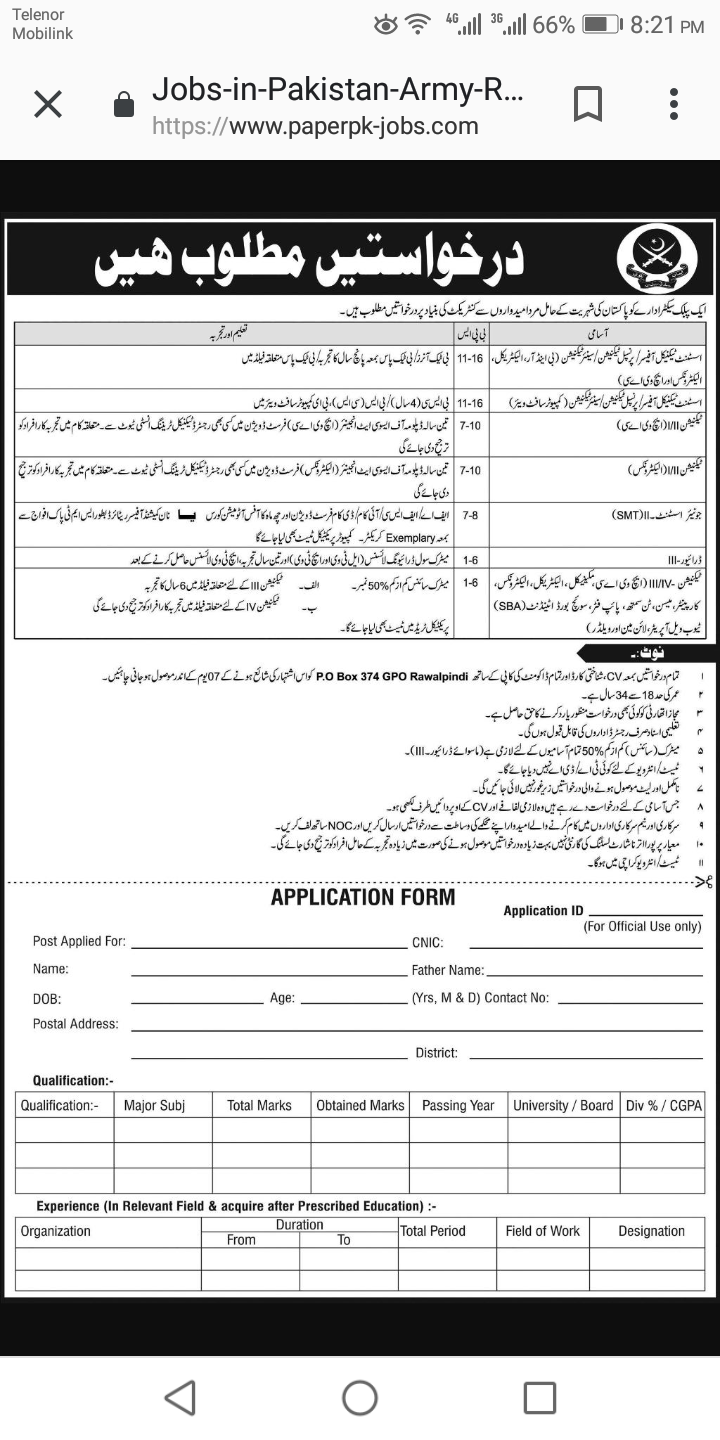 Telenor
Mobilink
4G 3G 66% 8:21 PM
Jobs-in-Pakistan-Army-R...
https://www.paperpk-jobs.com
درخواستیں مطلوب ہیں
ایک پبلک سیکٹر ادارے کو پاکستان کی شہریت کے حامل مرد امیدواروں سے کنٹریکٹ کی بنیاد پر درخواستیں مطلوب ہیں۔
آسامی بی پی ایس تعلیم اور تجربہ
اسسٹنٹ ٹیکنیکل آفیسر/پرنسپل ٹیکنیشن/سینئر ٹیکنیشن (بی اینڈ آر، الیکٹریکل، 11-16 بی ٹیک آنرز/بی ٹیک پاس بمعہ پانچ سال کا تجربہ/بی ٹیک پاس متعلقہ فیلڈ میں
الیکٹرونکس اور ایچ وی اے سی)
اسسٹنٹ ٹیکنیکل آفیسر/پرنسپل ٹیکنیشن/سینئر ٹیکنیشن (کمپیوٹر سافٹ ویئر) 11-16 بی ایس سی (4سال)/بی ایس (سی ایس)، بی ای کمپیوٹر سافٹ ویئر میں
ٹیکنیشن I/II (ایچ وی اے سی) 7-10 تین سالہ ڈپلومہ آف ایسوسی ایٹ انجینئر (ایچ وی اے سی) فرسٹ ڈویژن میں کسی بھی رجسٹرڈ ٹیکنیکل ٹریننگ انسٹی ٹیوٹ سے۔ متعلقہ کام میں تجربہ کار افراد کو
ترجیح دی جائے گی
ٹیکنیشن I/II (الیکٹرونکس) 7-10 تین سالہ ڈپلومہ آف ایسوسی ایٹ انجینئر (الیکٹرونکس) فرسٹ ڈویژن میں کسی بھی رجسٹرڈ ٹیکنیکل ٹریننگ انسٹی ٹیوٹ سے۔ متعلقہ کام میں تجربہ کار افراد کو ترجیح
دی جائے گی
جونیئر اسسٹنٹ۔II (SMT) 7-8 ایف اے/ایف ایس سی/آئی کام/ڈی کام فرسٹ ڈویژن اور چھ ماہ کا آفس آٹومیشن کورس یا نان کمیشنڈ آفیسر ریٹائرڈ بطور ایس ایم ٹی پاک افواج سے
بمعہ Exemplary کریکٹر۔ کمپیوٹر پریکٹیکل ٹیسٹ بھی لیا جائے گا
ڈرائیور-III 1-6 میٹرک سول ڈرائیونگ لائسنس (ایل ٹی وی اور ایچ ٹی وی) اور تین سال تجربہ، ایچ ٹی وی لائسنس حاصل کرنے کے بعد
ٹیکنیشن -III/IV (ایچ وی اے سی، مکینیکل، الیکٹریکل، الیکٹرونکس، 1-6 میٹرک سائنس کم از کم 50% نمبر۔ الف۔ ٹیکنیشن III کے لئے متعلقہ فیلڈ میں 6 سال کا تجربہ
کارپینٹر، میسن، ٹن سمتھ، پائپ فٹر، سوئچ بورڈ اٹینڈنٹ (SBA) ب۔ ٹیکنیشن IV کے لئے متعلقہ فیلڈ میں تجربہ کار افراد کو ترجیح دی جائے گی
ٹیوب ویل آپریٹر، لائن مین اور ویلڈر) پریکٹیکل ٹریڈ میں ٹیسٹ بھی لیا جائے گا۔
نوٹ:۔
۱ تمام درخواستیں بمعہ CV، شناختی کارڈ اور تمام ڈاکومنٹ کی کاپی کے ساتھ P.O Box 374 GPO Rawalpindi کو اس اشتہار کی شائع ہونے کے 07 یوم کے اندر موصول ہو جانی چاہئیں۔
۲ عمر کی حد 18 سے 34 سال ہے۔
۳ مجاز اتھارٹی کو کوئی بھی درخواست منظور یا رد کرنے کا حق حاصل ہے۔
۴ تعلیمی اسناد صرف رجسٹرڈ اداروں کی قابل قبول ہوں گی۔
۵ میٹرک (سائنس) کم از کم 50% تمام آسامیوں کے لئے لازمی ہے (ماسوائے ڈرائیور۔III)۔
۶ ٹیسٹ/انٹرویو کے لئے کوئی ٹی اے/ڈی اے نہیں دیا جائے گا۔
۷ نامکمل اور لیٹ موصول ہونے والی درخواستیں زیر غور نہیں لائی جائیں گی۔
۸ جس آسامی کے لئے درخواست دے رہے ہیں وہ لازمی لفافے اور CV کے اوپر دائیں طرف لکھی ہو۔
۹ سرکاری اور نیم سرکاری اداروں میں کام کرنے والے امیدوار اپنے محکمے کی وساطت سے درخواستیں ارسال کریں اور NOC ساتھ لف کریں۔
۱۰ معیار پر پورا اترنا شارٹ لسٹنگ کی گارنٹی نہیں بہت زیادہ درخواستیں موصول ہونے کی صورت میں زیادہ تجربہ کے حامل افراد کو ترجیح دی جائے گی۔
۱۱ ٹیسٹ/انٹرویو کراچی میں ہوگا۔
APPLICATION FORM
Application ID
(For Official Use only)
Post Applied For: CNIC:
Name: Father Name:
DOB: Age: (Yrs, M & D) Contact No:
Postal Address:
District:
Qualification:-
Qualification:- Major Subj Total Marks Obtained Marks Passing Year University / Board Div % / CGPA
Experience (In Relevant Field & acquire after Prescribed Education) :-
Organization Duration Total Period Field of Work Designation
From To